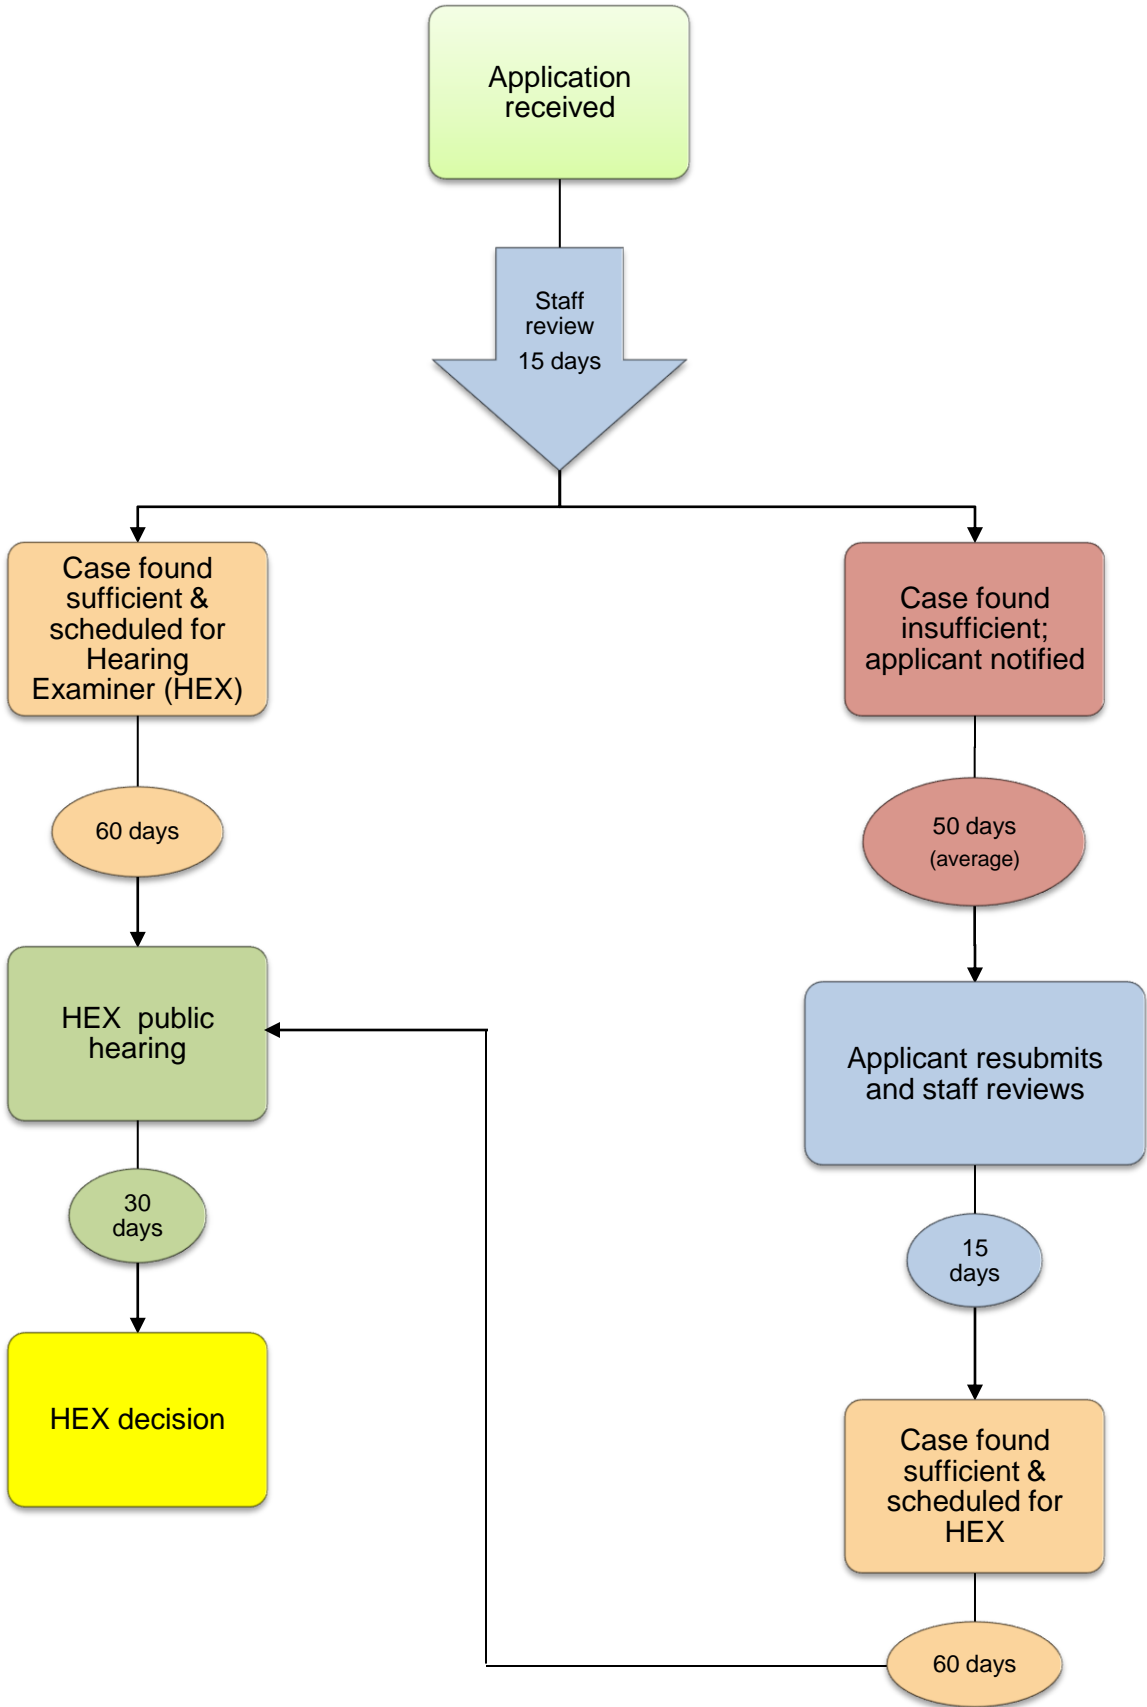 Application
received
Staff
review
15 days
Case found
sufficient &
scheduled for
Hearing
Examiner (HEX)
60 days
HEX  public
hearing
30
days
HEX decision
Case found
insufficient;
applicant notified
50 days
(average)
Applicant resubmits
and staff reviews
15
days
Case found
sufficient &
scheduled for
HEX
60 days